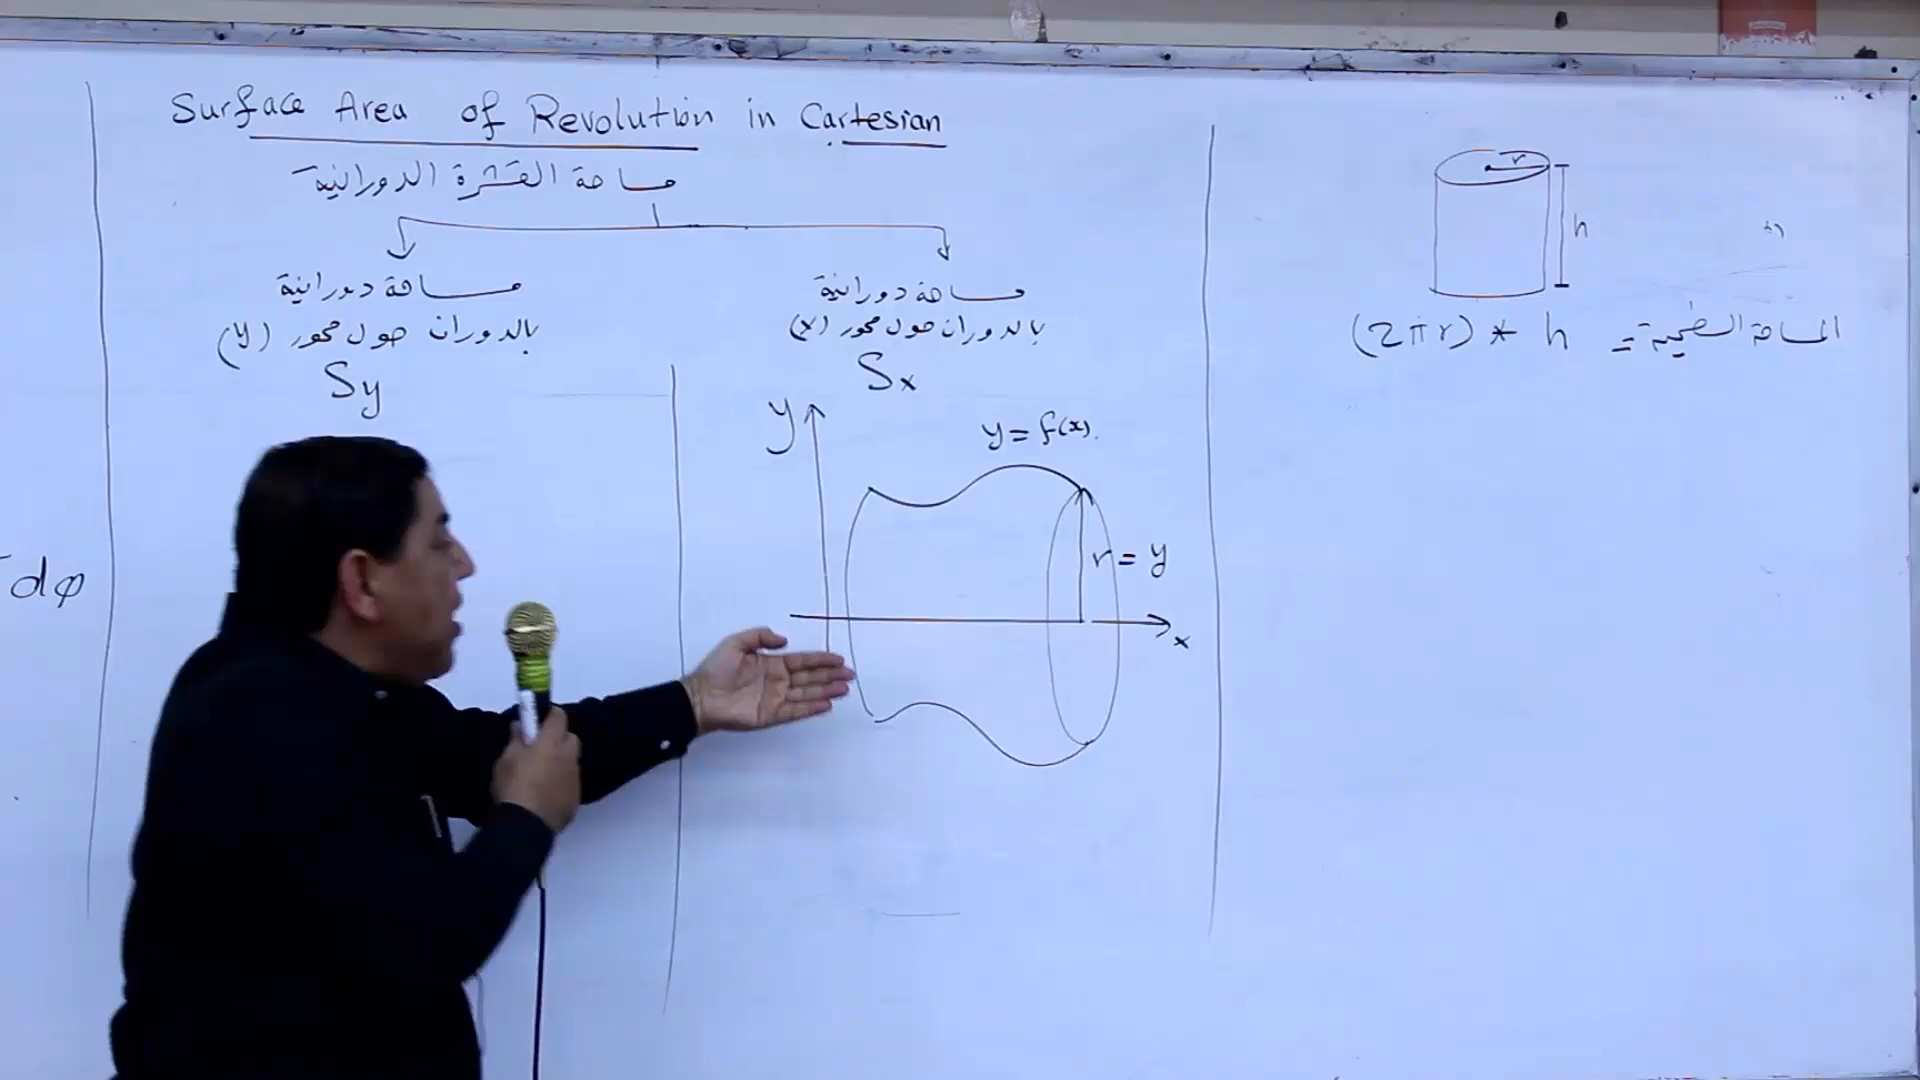 Surface Area of Revolution in Cartesian
مساحة القشرة الدورانية
مساحة دورانية
بالدوران حول محور (x)
Sx
مساحة دورانية
بالدوران حول محور (y)
Sy
y
y = f(x).
r = y
x
dφ
r
h
المساحة السطحية = (2πr) * h